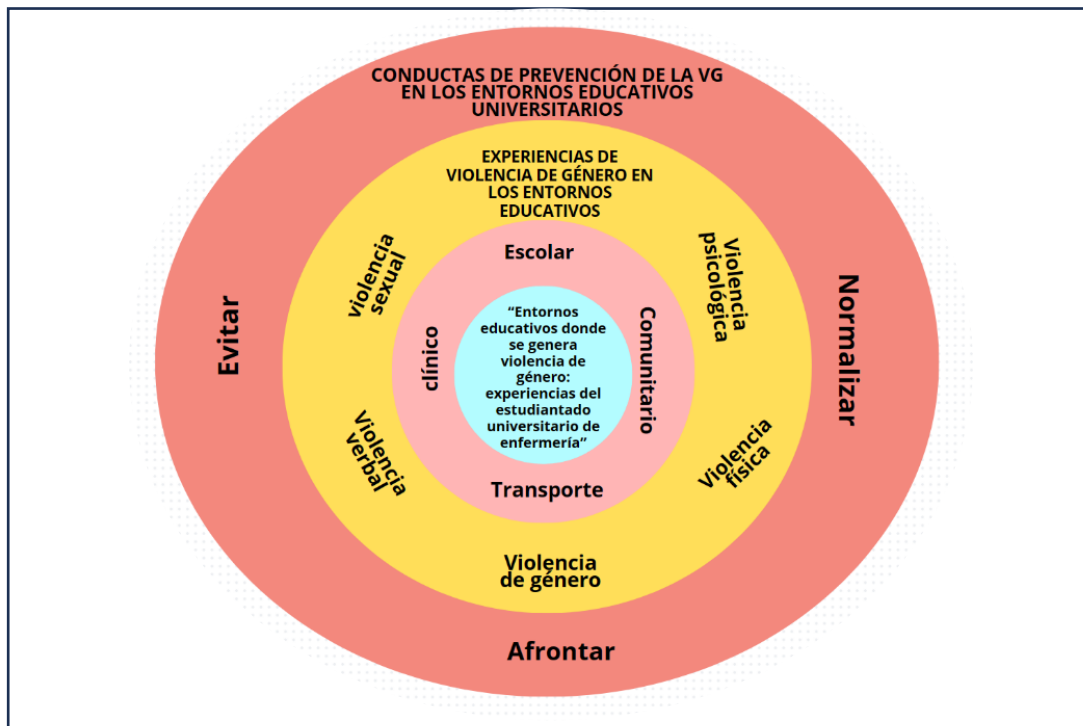 CONDUCTAS DE PREVENCIÓN DE LA VG
EN LOS ENTORNOS EDUCATIVOS
UNIVERSITARIOS
EXPERIENCIAS DE
VIOLENCIA DE GÉNERO EN
LOS ENTORNOS
EDUCATIVOS
violencia
sexual
Violencia
psicológica
Escolar
Evitar
Normalizar
clínico
Comunitario
“Entornos
educativos donde
se genera
violencia de
género:
experiencias del
estudiantado
universitario de
enfermería”
Violencia
verbal
Violencia
física
Transporte
Violencia
de género
Afrontar